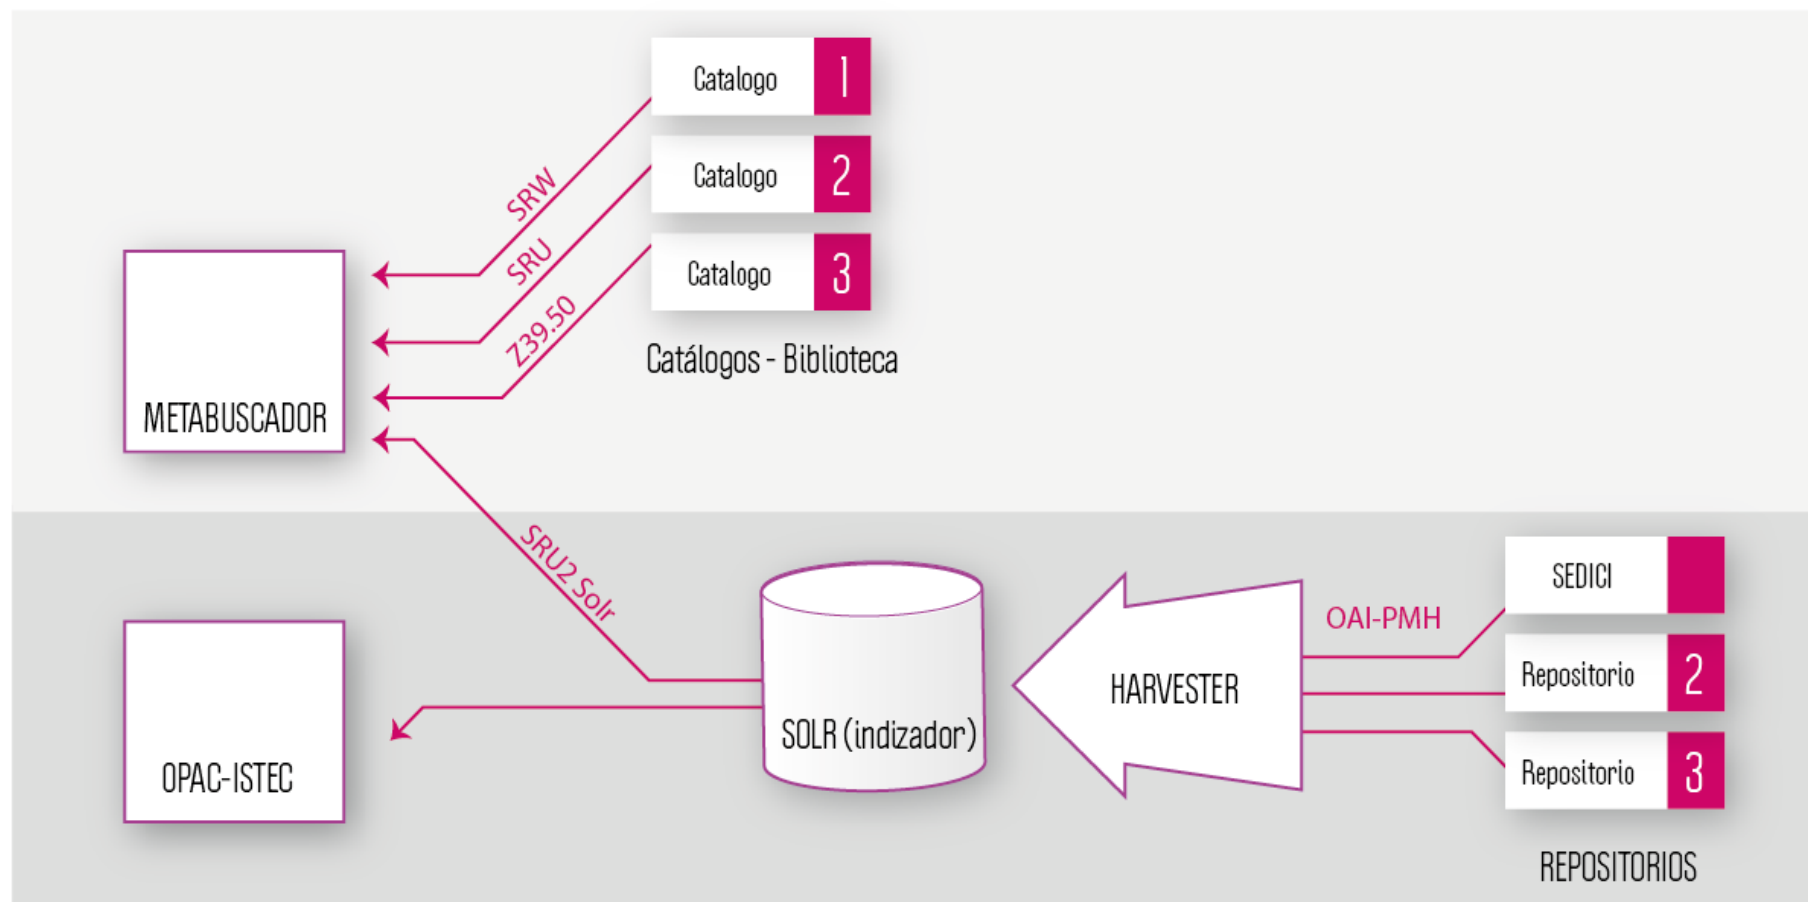 Catalogo 1
Catalogo 2
Catalogo 3
Catálogos - Biblioteca
SRW
SRU
Z39.50
METABUSCADOR
SRU2 Solr
OPAC-ISTEC
SOLR (indizador)
HARVESTER
OAI-PMH
SEDICI
Repositorio 2
Repositorio 3
REPOSITORIOS